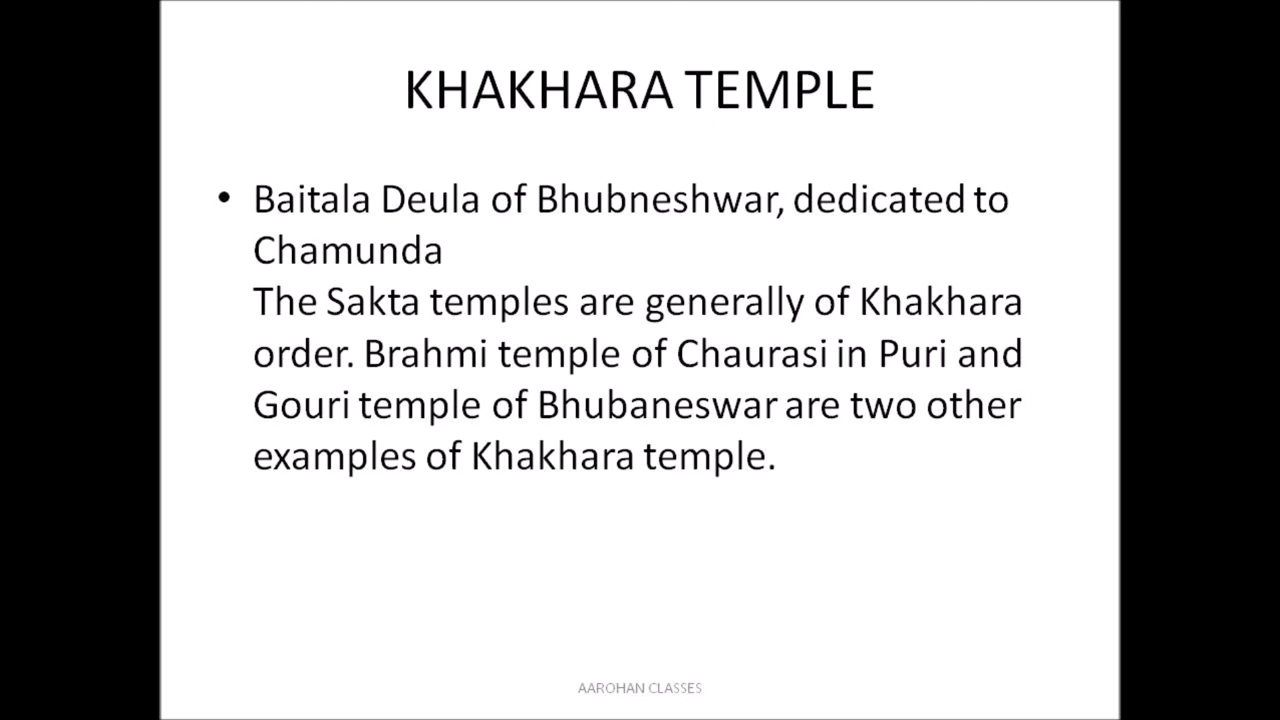 KHAKHARA TEMPLE
• Baitala Deula of Bhubneshwar, dedicated to
Chamunda
The Sakta temples are generally of Khakhara
order. Brahmi temple of Chaurasi in Puri and
Gouri temple of Bhubaneswar are two other
examples of Khakhara temple.
AAROHAN CLASSES